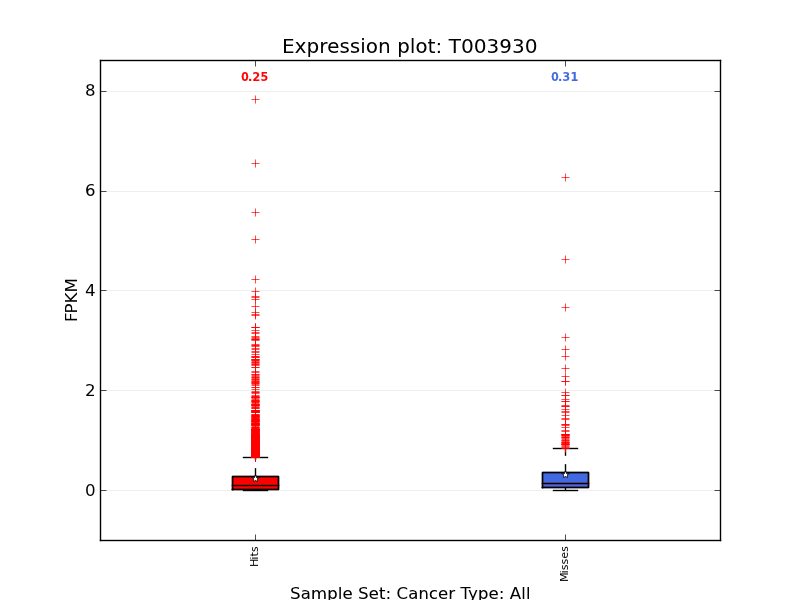 Expression plot: T003930
0.25
0.31
8
6
4
2
0
FPKM
Hits
Misses
Sample Set: Cancer Type: All